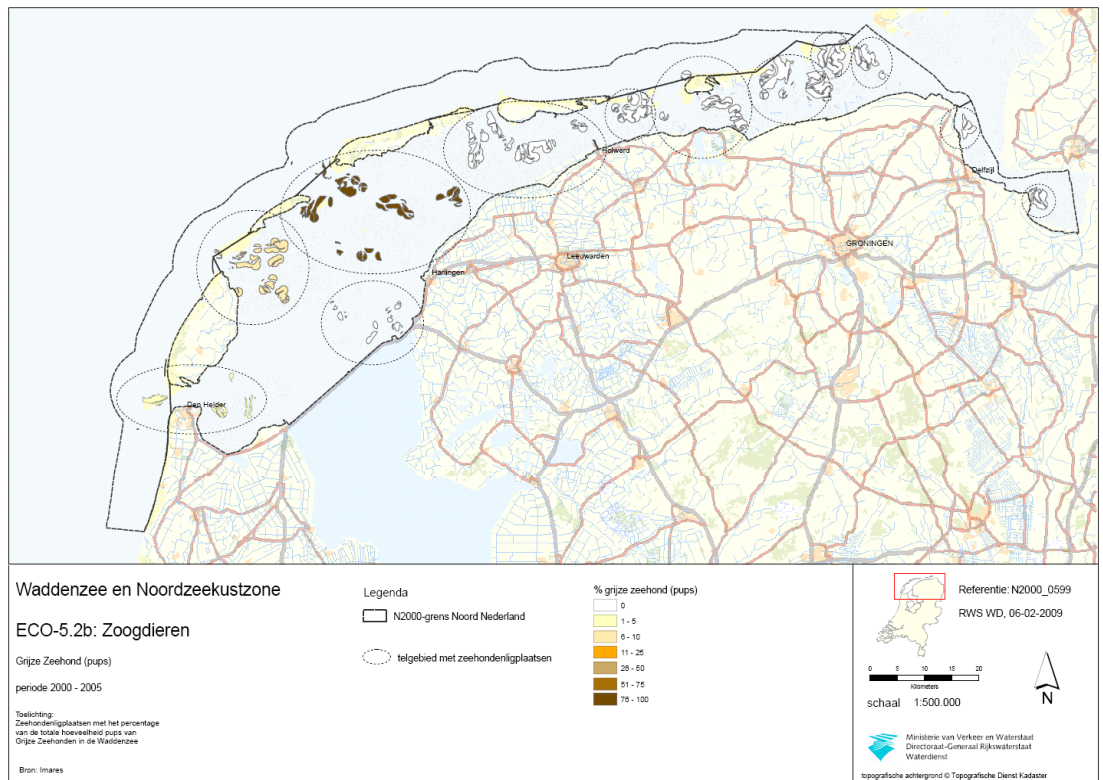 Holwerd
Delfzijl
GRONINGEN
Leeuwarden
Harlingen
Den Helder
Waddenzee en Noordzeekustzone
ECO-5.2b: Zoogdieren
Grijze Zeehond (pups)
periode 2000 - 2005
Toelichting:
Zeehondenligplaatsen met het percentage
van de totale hoeveelheid pups van
Grijze Zeehonden in de Waddenzee
Bron: Imares
Legenda
N2000-grens Noord Nederland
telgebied met zeehondenligplaatsen
% grijze zeehond (pups)
0
1 - 5
6 - 10
11 - 25
26 - 50
51 - 75
76 - 100
Referentie: N2000_0599
RWS WD, 06-02-2009
0 5 10 15 20
Kilometers
schaal 1:500.000
N
Ministerie van Verkeer en Waterstaat
Directoraat-Generaal Rijkswaterstaat
Waterdienst
topografische achtergrond © Topografische Dienst Kadaster